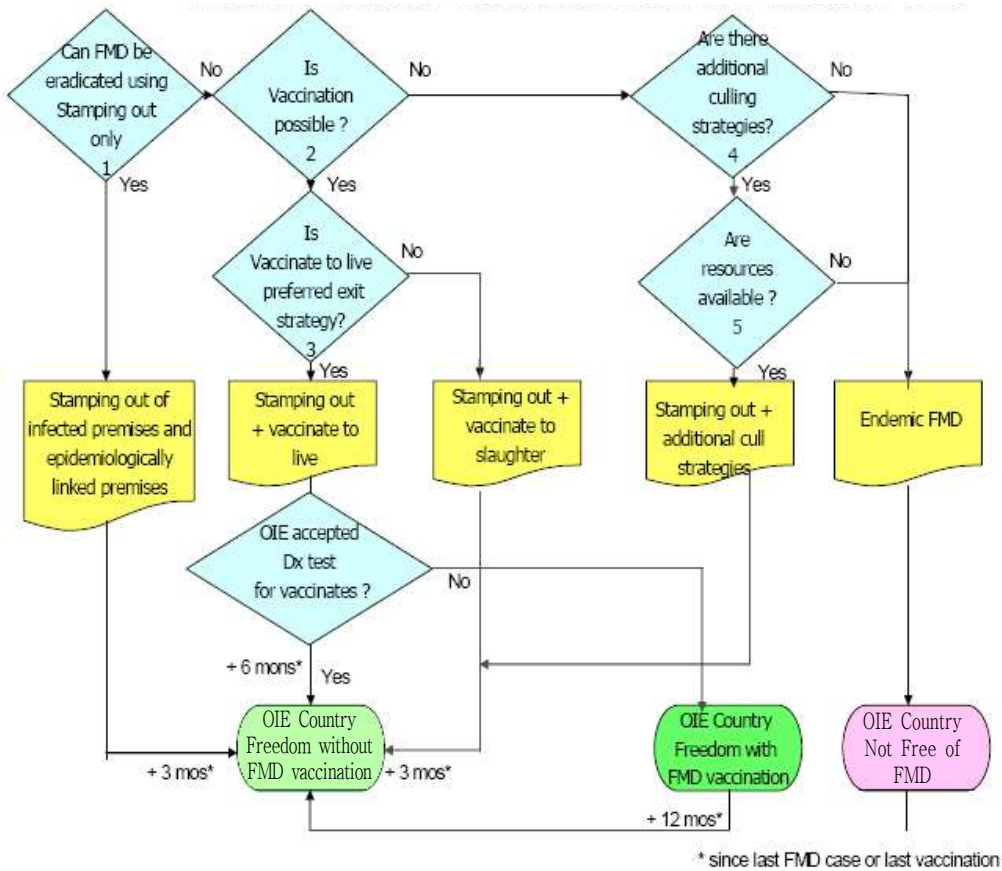 Can FMD be
eradicated using
Stamping out
only
1
No
Yes
Is
Vaccination
possible ?
2
No
Yes
Are there
additional
culling
strategies?
4
No
Yes
Is
Vaccinate to live
preferred exit
strategy?
3
No
Yes
Are
resources
available ?
5
No
Yes
Stamping out of
infected premises and
epidemiologically
linked premises
Stamping out
+ vaccinate to
live
Stamping out +
vaccinate to
slaughter
Stamping out +
additional cull
strategies
Endemic FMD
OIE accepted
Dx test
for vaccinates ?
No
+ 6 mons*
Yes
OIE Country
Freedom without
FMD vaccination
+ 3 mos*
+ 3 mos*
OIE Country
Freedom with
FMD vaccination
OIE Country
Not Free of
FMD
+ 12 mos*
* since last FMD case or last vaccination